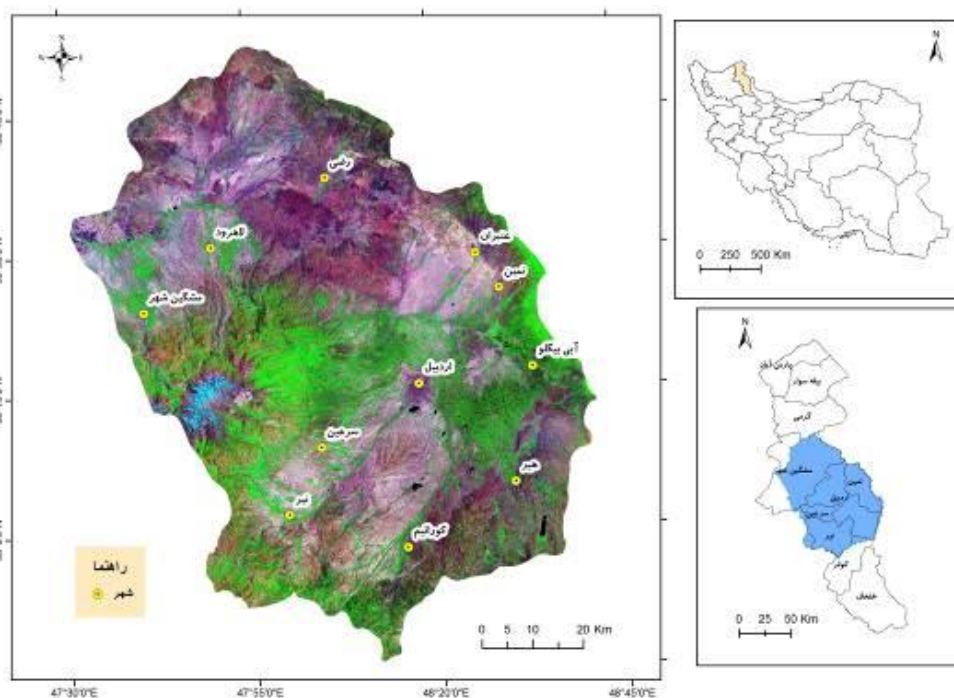 N
رضی
لاهرود
عنبران
نمین
مشگین شهر
آبی بیگلو
اردبیل
سرعین
هیر
نیر
کورائیم
راهنما
شهر
0 5 10 20 Km
47°30'0"E 47°55'0"E 48°20'0"E 48°45'0"E
N
0 250 500 Km
N
پارس آباد
بیله سوار
گرمی
مشگین شهر
نمین
اردبیل
سرعین
نیر
کوثر
خلخال
0 25 50 Km